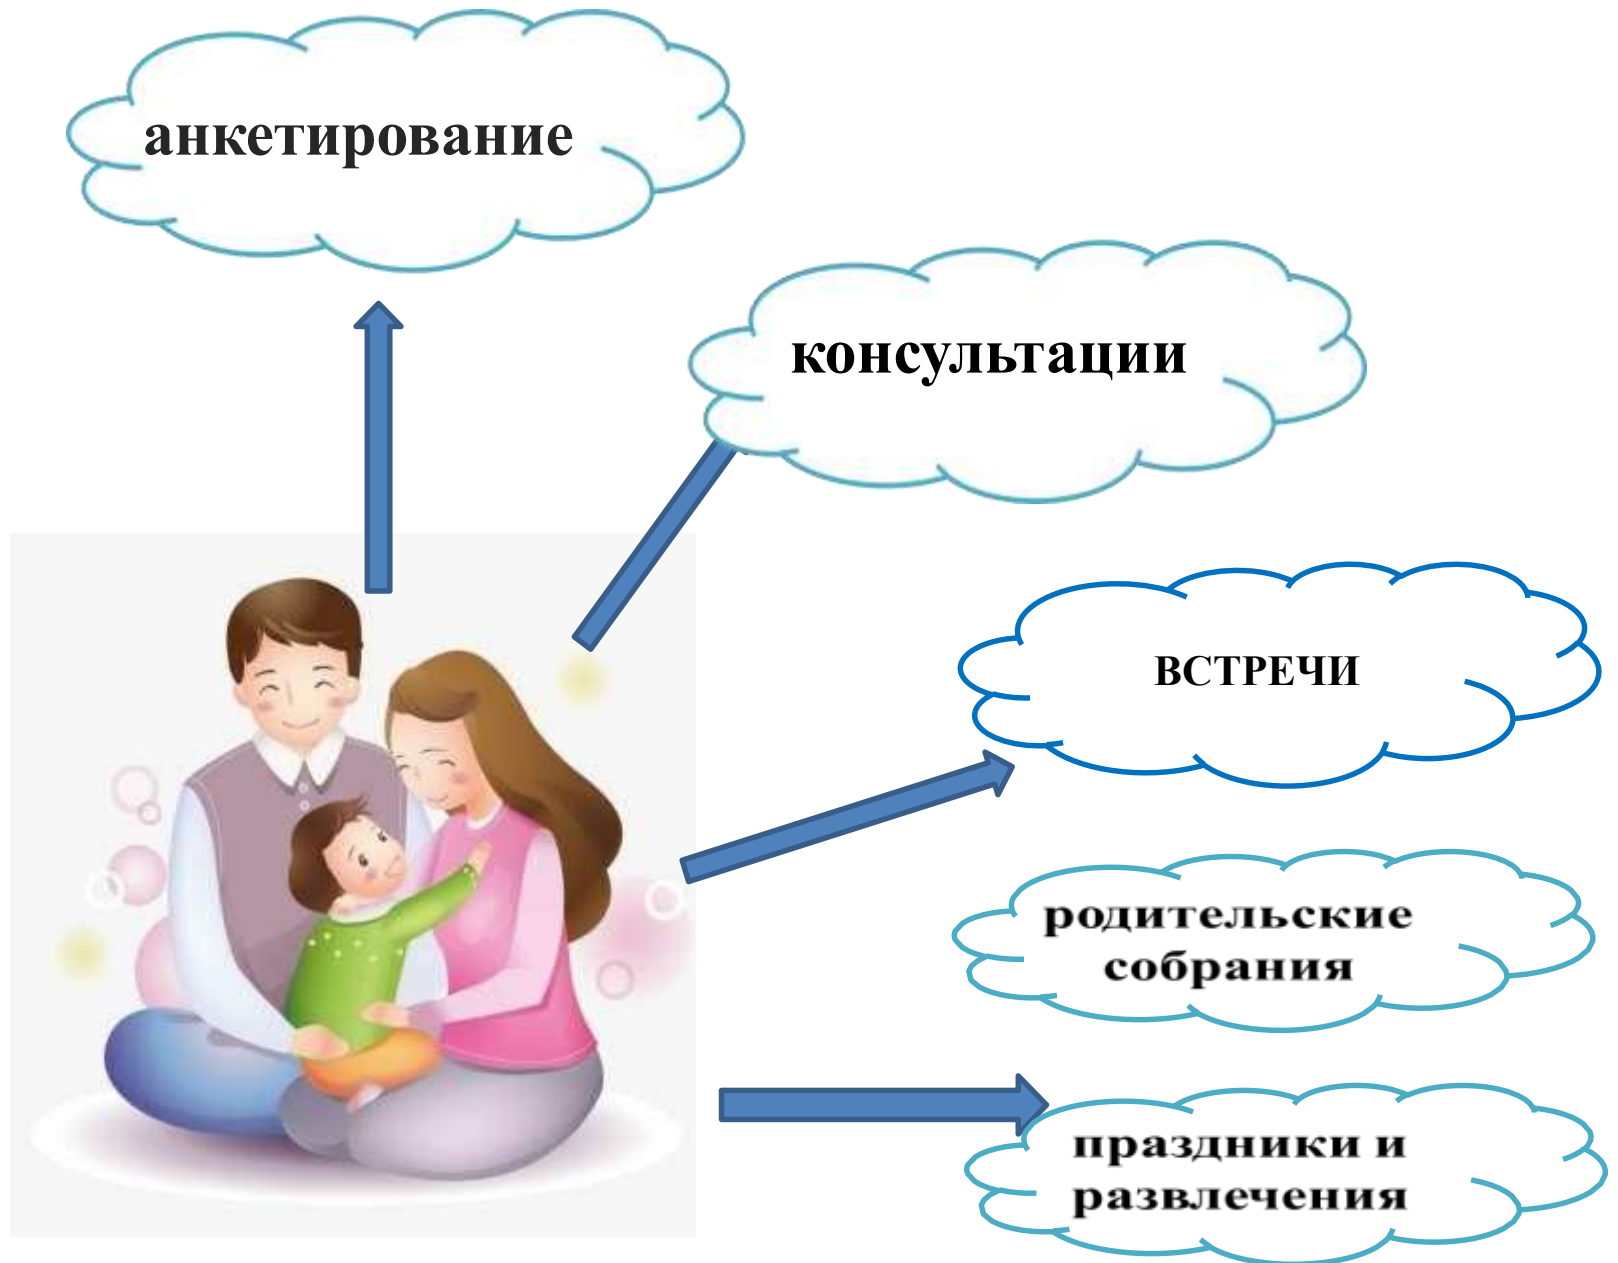 анкетирование
консультации
ВСТРЕЧИ
родительские
собрания
праздники и
развлечения